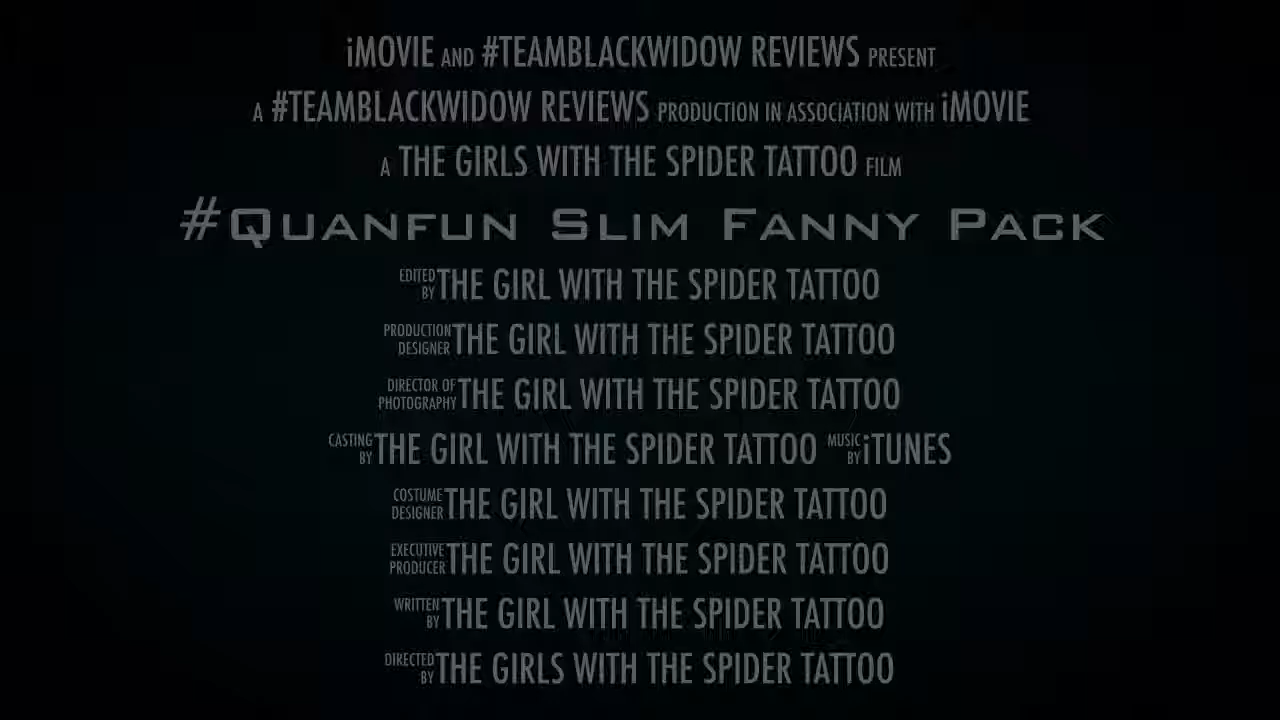 iMOVIE AND #TEAMBLACKWIDOW REVIEWS PRESENT
A #TEAMBLACKWIDOW REVIEWS PRODUCTION IN ASSOCIATION WITH iMOVIE
A THE GIRLS WITH THE SPIDER TATTOO FILM
#QUANFUN SLIM FANNY PACK
EDITED BY THE GIRL WITH THE SPIDER TATTOO
PRODUCTION DESIGNER THE GIRL WITH THE SPIDER TATTOO
DIRECTOR OF PHOTOGRAPHY THE GIRL WITH THE SPIDER TATTOO
CASTING BY THE GIRL WITH THE SPIDER TATTOO MUSIC BY iTUNES
COSTUME DESIGNER THE GIRL WITH THE SPIDER TATTOO
EXECUTIVE PRODUCER THE GIRL WITH THE SPIDER TATTOO
WRITTEN BY THE GIRL WITH THE SPIDER TATTOO
DIRECTED BY THE GIRLS WITH THE SPIDER TATTOO